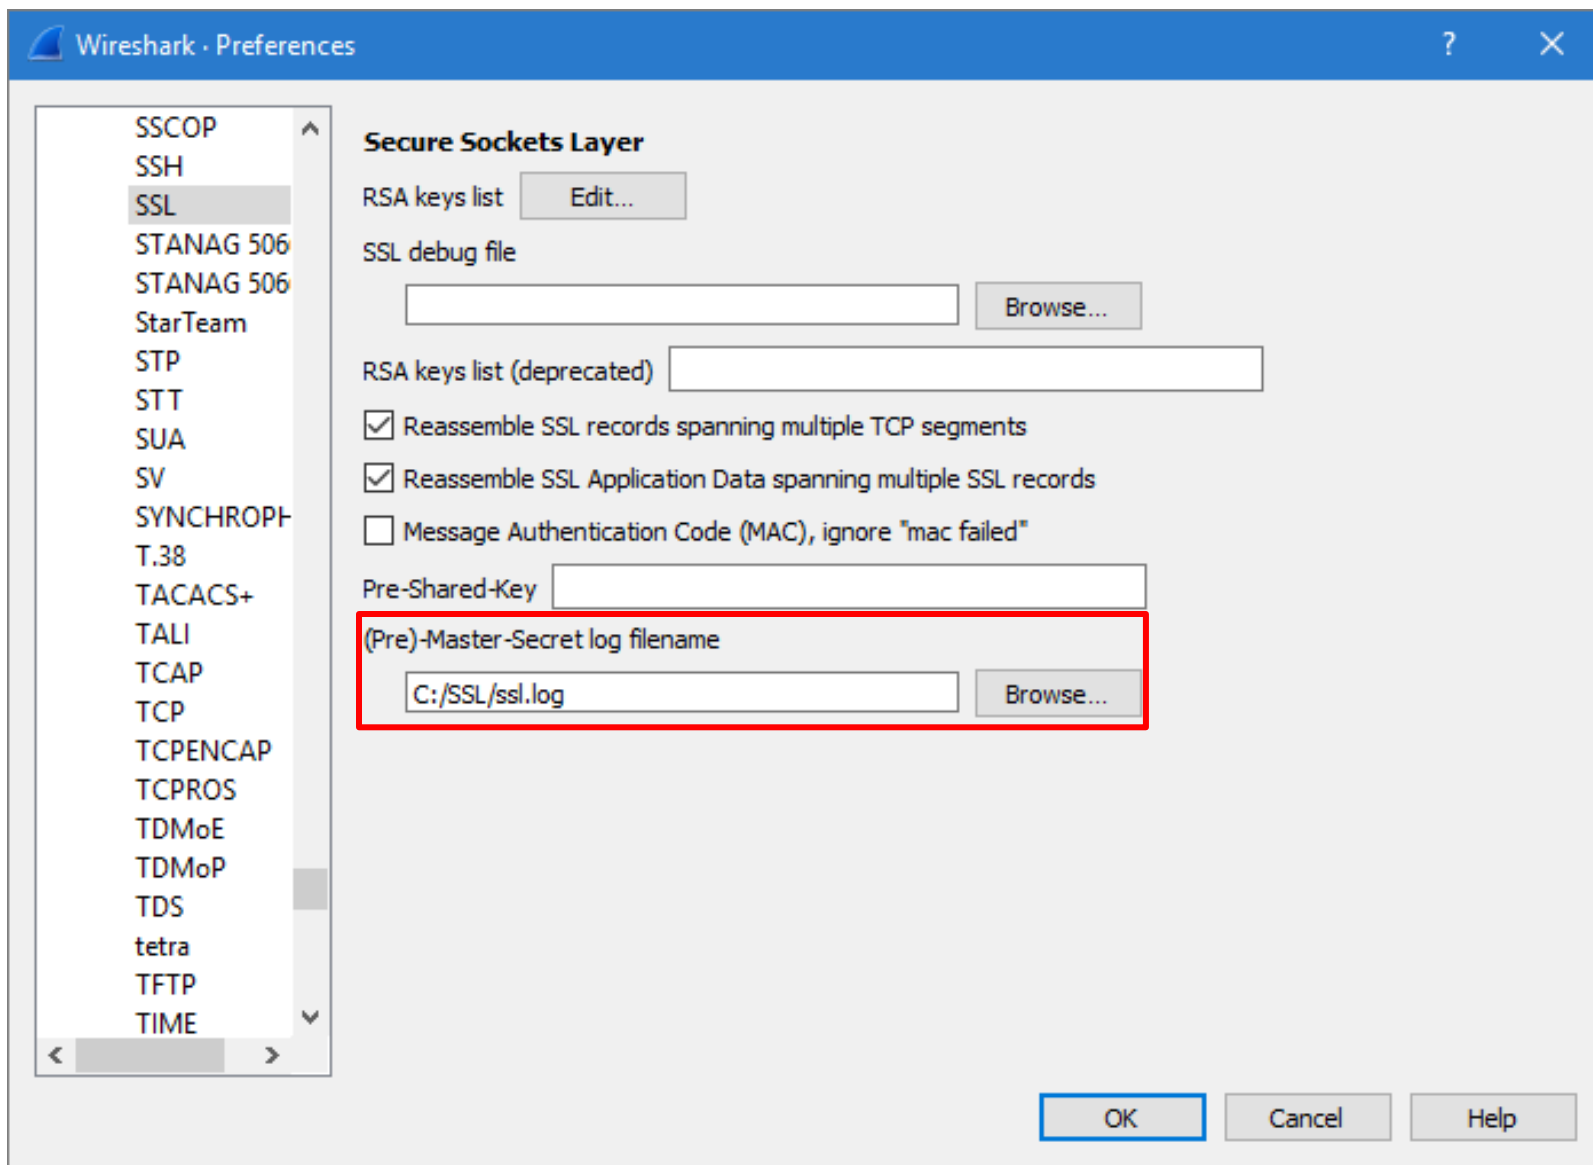 Wireshark · Preferences
?
SSCOP
SSH
SSL
STANAG 506
STANAG 506
StarTeam
STP
STT
SUA
SV
SYNCHROPH
T.38
TACACS+
TALI
TCAP
TCP
TCPENCAP
TCPROS
TDMoE
TDMoP
TDS
tetra
TFTP
TIME
Secure Sockets Layer
RSA keys list Edit...
SSL debug file
Browse...
RSA keys list (deprecated)
Reassemble SSL records spanning multiple TCP segments
Reassemble SSL Application Data spanning multiple SSL records
Message Authentication Code (MAC), ignore "mac failed"
Pre-Shared-Key
(Pre)-Master-Secret log filename
C:/SSL/ssl.log Browse...
OK Cancel Help